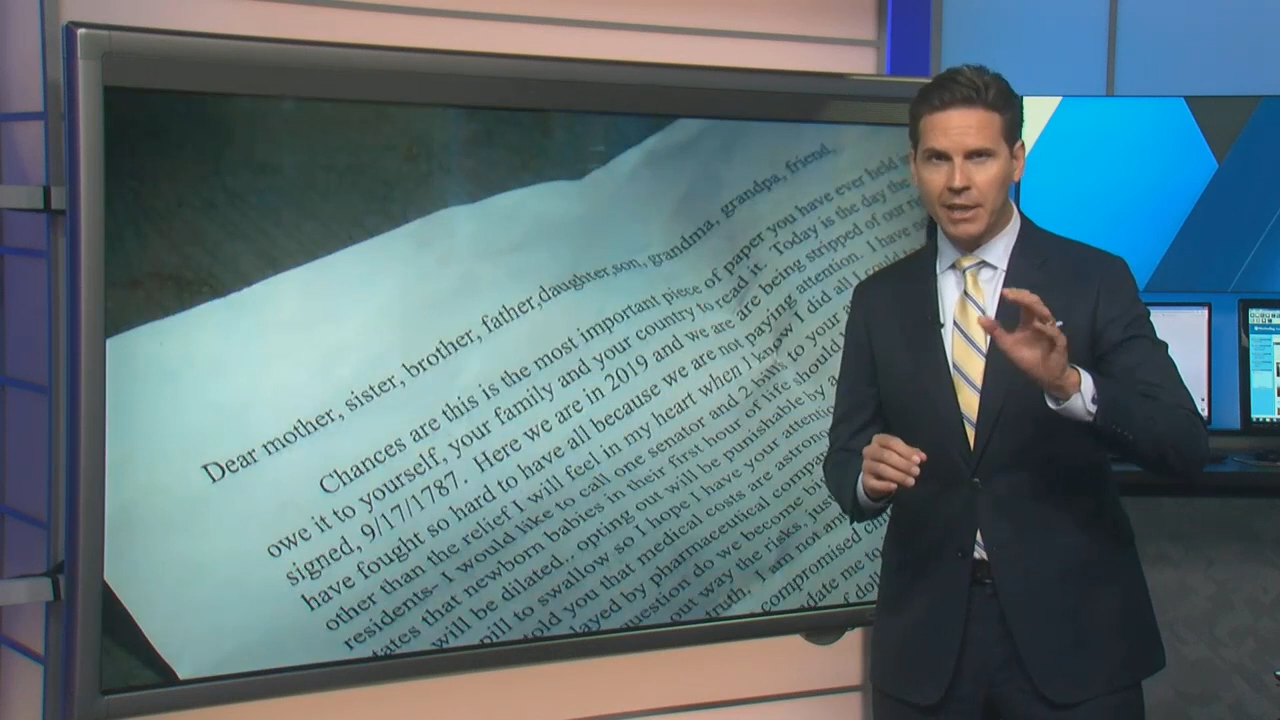 Dear mother, sister, brother, father,daughter,son, grandma, grandpa, friend,
Chances are this is the most important piece of paper you have ever held
owe it to yourself, your family and your country to read it. Today is the day the
signed, 9/17/1787. Here we are in 2019 and we are being stripped of our
have fought so hard to have all because we are not paying attention. I have
other than the relief I will feel in my heart when I know I did all I could
residents- I would like to call one senator and 2 bills to your
tates that newborn babies in their first hour of life should
will be dilated.. opting out will be punishable by
pill to swallow so I hope I have your
told you that medical costs are
layed by pharmaceutical
question do we become
out way the risks,
truth, I am not
compromised
date me to
f doll